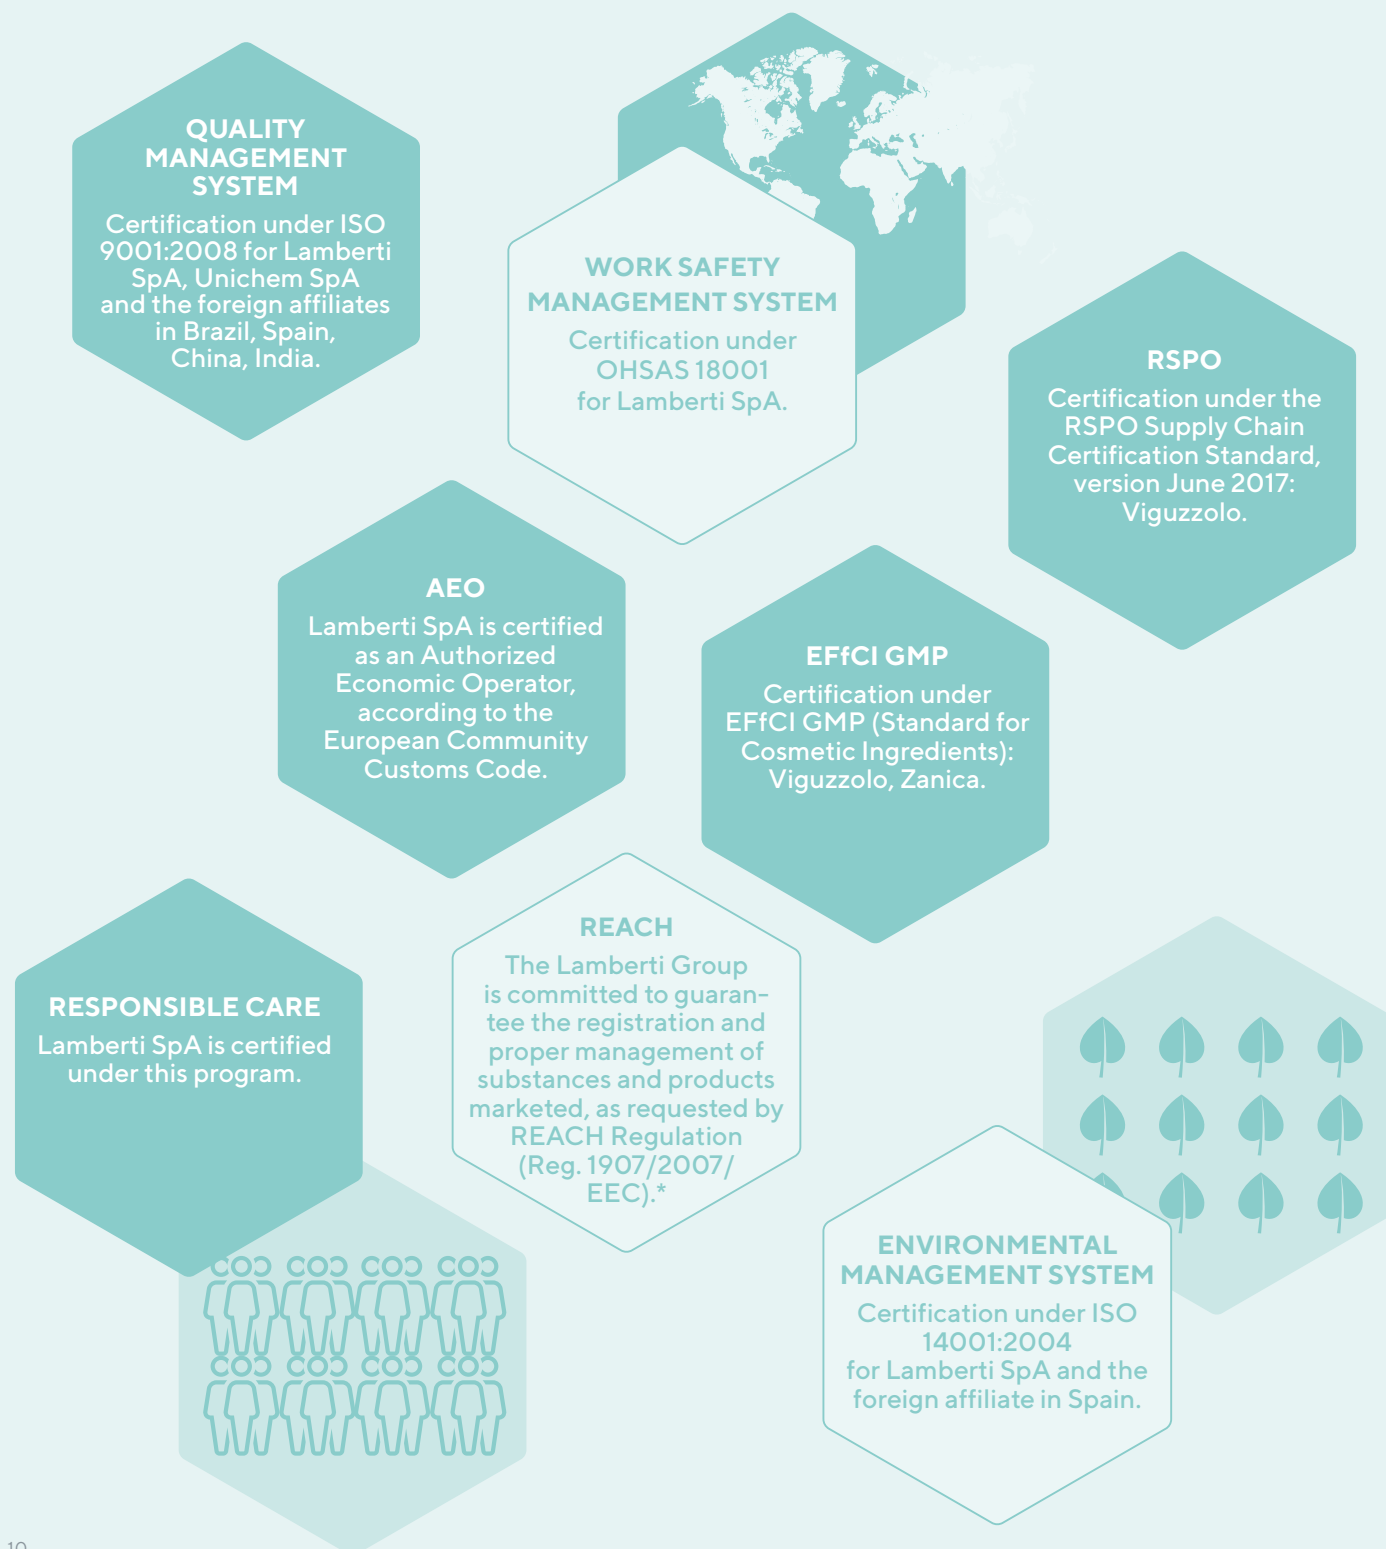 QUALITY
MANAGEMENT
SYSTEM
Certification under ISO
9001:2008 for Lamberti
SpA, Unichem SpA
and the foreign affiliates
in Brazil, Spain,
China, India.
WORK SAFETY
MANAGEMENT SYSTEM
Certification under
OHSAS 18001
for Lamberti SpA.
RSPO
Certification under the
RSPO Supply Chain
Certification Standard,
version June 2017:
Viguzzolo.
AEO
Lamberti SpA is certified
as an Authorized
Economic Operator,
according to the
European Community
Customs Code.
EFfCI GMP
Certification under
EFfCI GMP (Standard for
Cosmetic Ingredients):
Viguzzolo, Zanica.
RESPONSIBLE CARE
Lamberti SpA is certified
under this program.
REACH
The Lamberti Group
is committed to guaran-
tee the registration and
proper management of
substances and products
marketed, as requested by
REACH Regulation
(Reg. 1907/2007/
EEC).*
ENVIRONMENTAL
MANAGEMENT SYSTEM
Certification under ISO
14001:2004
for Lamberti SpA and the
foreign affiliate in Spain.